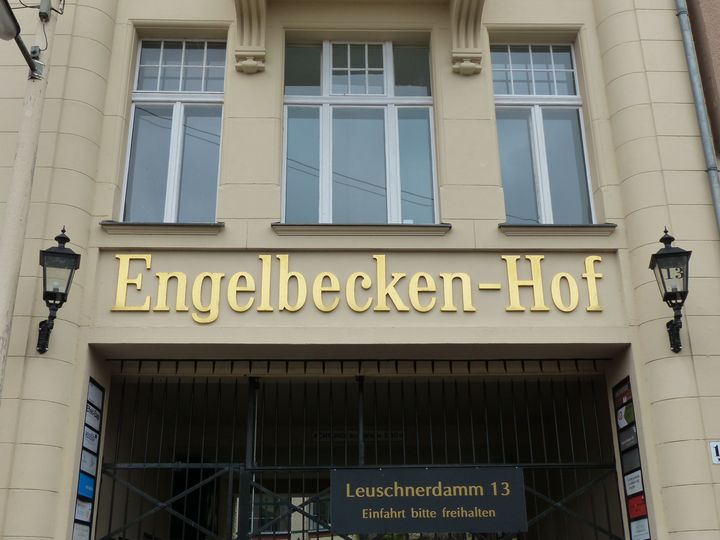 Engelbecken-Hof
13
Leuschnerdamm 13
Einfahrt bitte freihalten